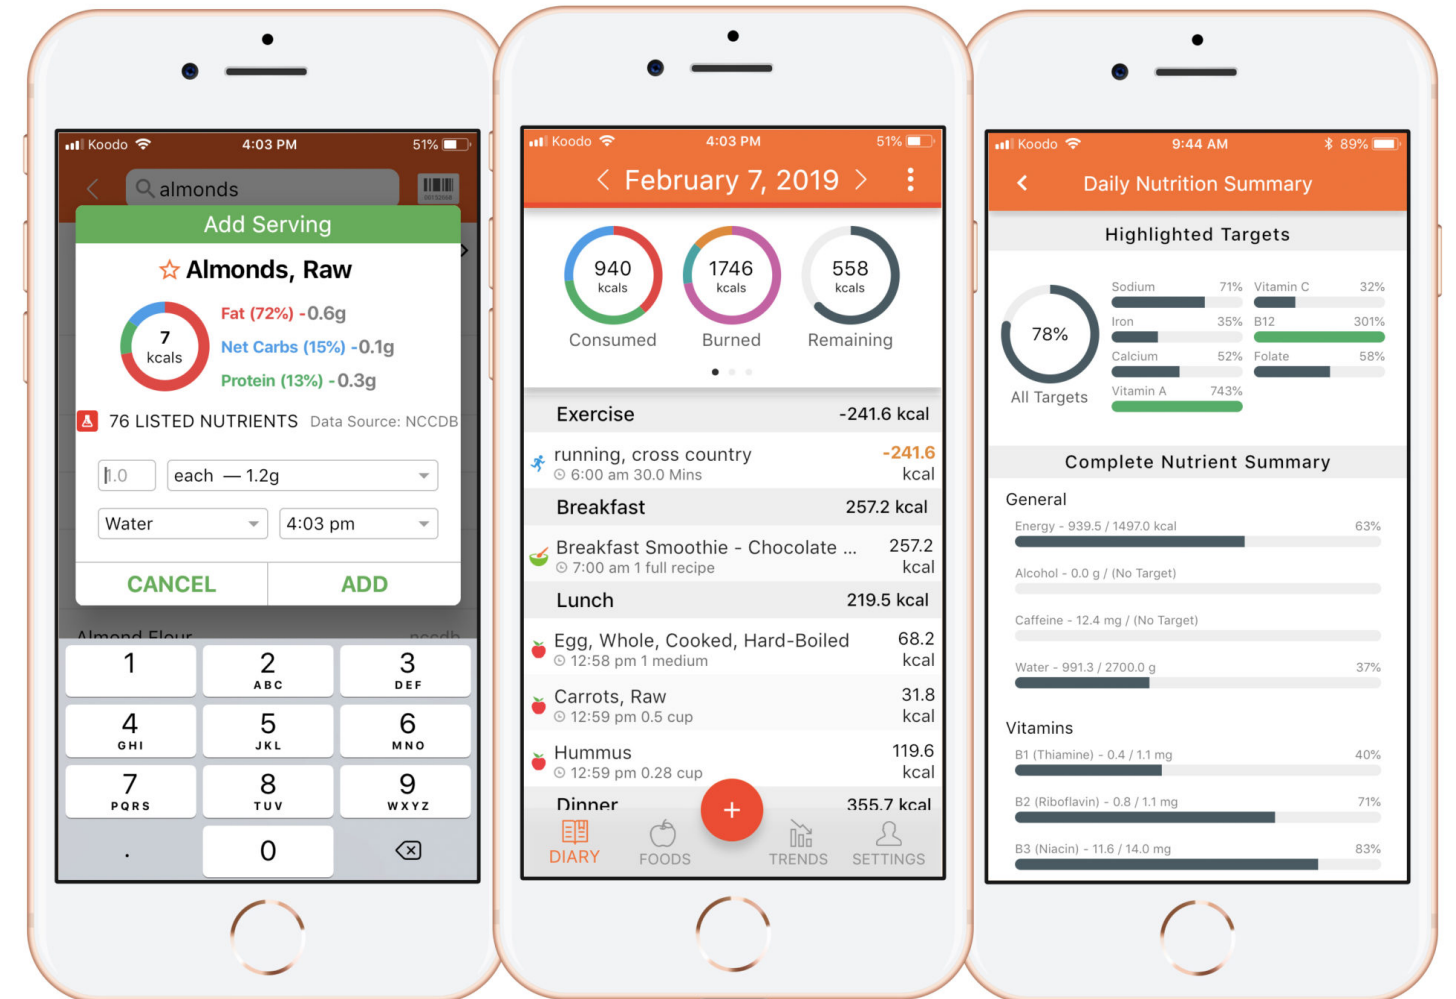 Koodo 4:03 PM 51%
almonds
00132068
Add Serving
Almonds, Raw
7
kcals
Fat (72%) - 0.6g
Net Carbs (15%) - 0.1g
Protein (13%) - 0.3g
76 LISTED NUTRIENTS Data Source: NCCDB
1.0 each — 1.2g
Water 4:03 pm
CANCEL ADD
Almond Flour nccdb
1 2 3
ABC DEF
4 5 6
GHI JKL MNO
7 8 9
PQRS TUV WXYZ
. 0
Koodo 4:03 PM 51%
< February 7, 2019 >
940 1746 558
kcals kcals kcals
Consumed Burned Remaining
Exercise -241.6 kcal
running, cross country -241.6
6:00 am 30.0 Mins kcal
Breakfast 257.2 kcal
Breakfast Smoothie - Chocolate ... 257.2
7:00 am 1 full recipe kcal
Lunch 219.5 kcal
Egg, Whole, Cooked, Hard-Boiled 68.2
12:58 pm 1 medium kcal
Carrots, Raw 31.8
12:59 pm 0.5 cup kcal
Hummus 119.6
12:59 pm 0.28 cup kcal
Dinner 355.7 kcal
+
DIARY FOODS TRENDS SETTINGS
Koodo 9:44 AM 89%
Daily Nutrition Summary
Highlighted Targets
78%
All Targets
Sodium 71% Vitamin C 32%
Iron 35% B12 301%
Calcium 52% Folate 58%
Vitamin A 743%
Complete Nutrient Summary
General
Energy - 939.5 / 1497.0 kcal 63%
Alcohol - 0.0 g / (No Target)
Caffeine - 12.4 mg / (No Target)
Water - 991.3 / 2700.0 g 37%
Vitamins
B1 (Thiamine) - 0.4 / 1.1 mg 40%
B2 (Riboflavin) - 0.8 / 1.1 mg 71%
B3 (Niacin) - 11.6 / 14.0 mg 83%